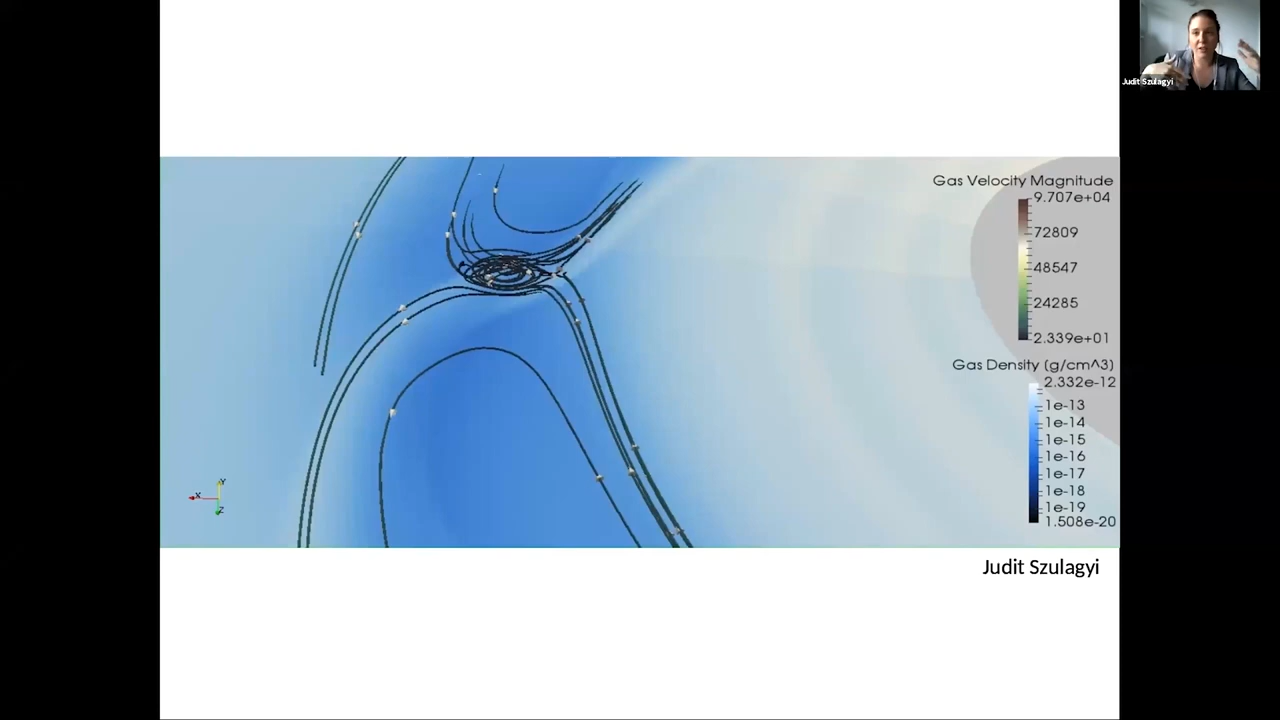 Judit Szulagyi
Gas Velocity Magnitude
9.707e+04
72809
48547
24285
2.339e+01
Gas Density [g/cm^3]
2.332e-12
1e-13
1e-14
1e-15
1e-16
1e-17
1e-18
1e-19
1.508e-20
Y
X
Z
Judit Szulagyi